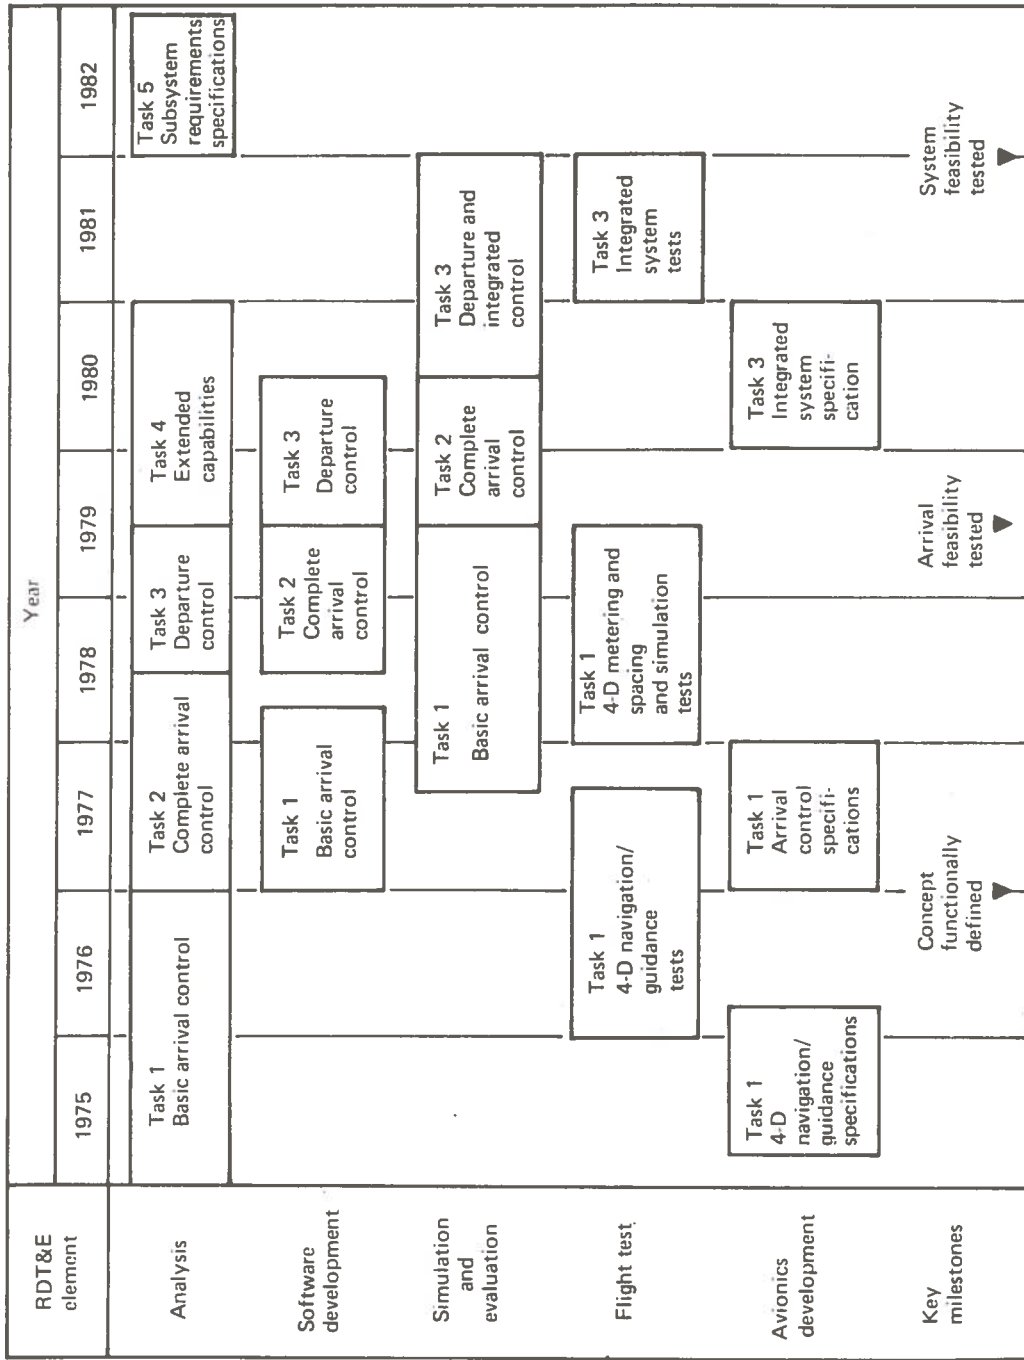 RDT&E
element
Year
1975
1976
1977
1978
1979
1980
1981
1982
Analysis
Task 1
Basic arrival control
Task 2
Complete arrival
control
Task 3
Departure
control
Task 4
Extended
capabilities
Task 5
Subsystem
requirements
specifications
Software
development
Task 1
Basic arrival
control
Task 2
Complete
arrival
control
Task 3
Departure
control
Simulation
and
evaluation
Task 1
Basic arrival control
Task 2
Complete
arrival
control
Task 3
Departure and
integrated
control
Flight test
Task 1
4-D navigation/
guidance
tests
Task 1
4-D metering and
spacing
and simulation
tests
Task 3
Integrated
system
tests
Avionics
development
Task 1
4-D
navigation/
guidance
specifications
Task 1
Arrival
control
specifi-
cations
Task 3
Integrated
system
specifi-
cation
Key
milestones
Concept
functionally
defined
Arrival
feasibility
tested
System
feasibility
tested